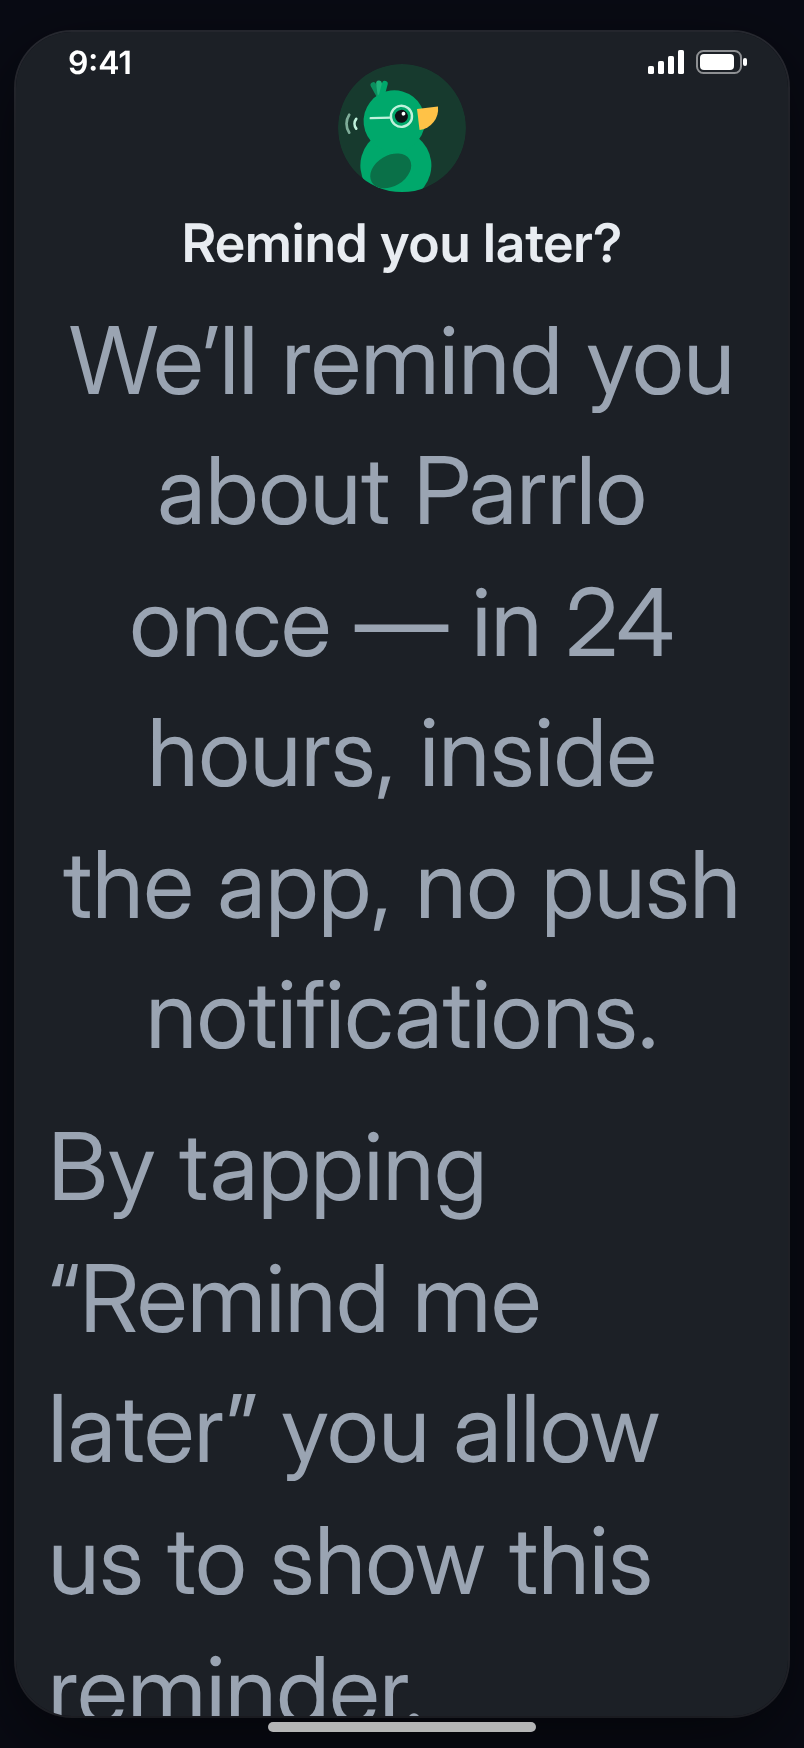 9:41
Remind you later?
We’ll remind you
about Parrlo
once — in 24
hours, inside
the app, no push
notifications.
By tapping
“Remind me
later” you allow
us to show this
reminder.